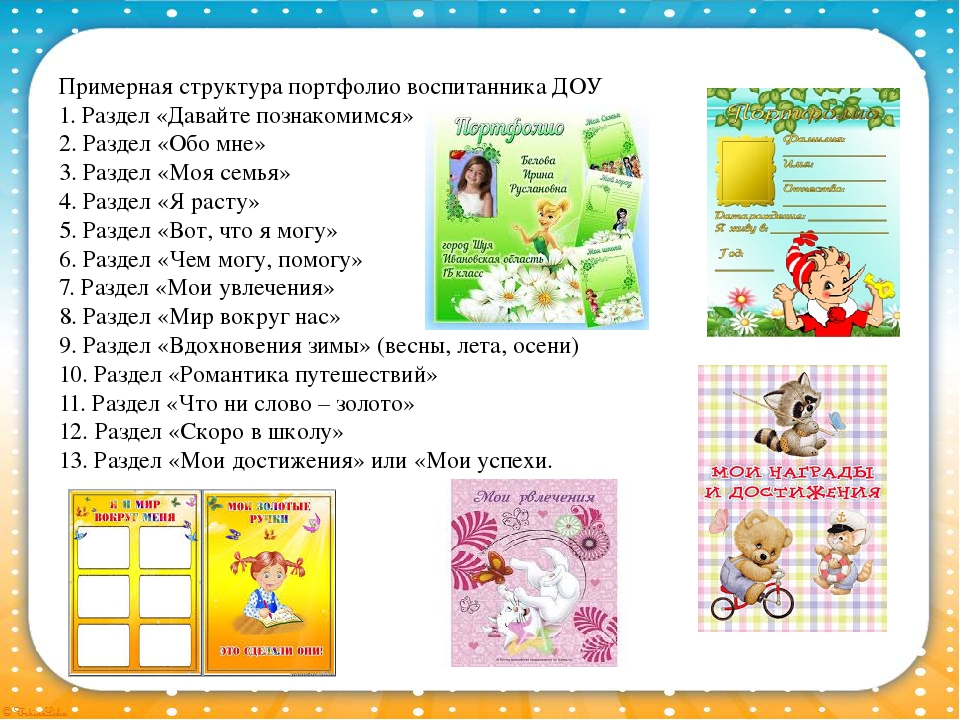 Примерная структура портфолио воспитанника ДОУ
1. Раздел «Давайте познакомимся»
2. Раздел «Обо мне»
3. Раздел «Моя семья»
4. Раздел «Я расту»
5. Раздел «Вот, что я могу»
6. Раздел «Чем могу, помогу»
7. Раздел «Мои увлечения»
8. Раздел «Мир вокруг нас»
9. Раздел «Вдохновения зимы» (весны, лета, осени)
10. Раздел «Романтика путешествий»
11. Раздел «Что ни слово – золото»
12. Раздел «Скоро в школу»
13. Раздел «Мои достижения» или «Мои успехи.
Портфолио
Белова
Ирина
Руслановна
город Шуя
Ивановская область
1Б класс
Моя Семья
Мой город
Моя школа
Портфолио
Фамилия:
Имя:
Отчество:
Дата рождения:
Я живу в:
Год:
МОИ НАГРАДЫ
И ДОСТИЖЕНИЯ
Я И МИР
ВОКРУГ МЕНЯ
МОИ ЗОЛОТЫЕ
РУЧКИ
ЭТО СДЕЛАЛИ ОНИ!
Мои увлечения